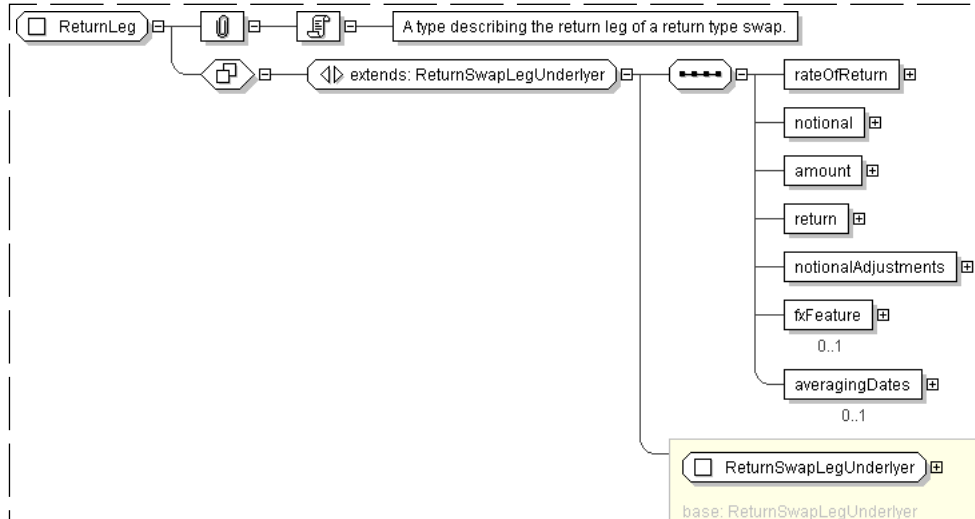 ReturnLeg
A type describing the return leg of a return type swap.
extends: ReturnSwapLegUnderlyer
rateOfReturn
notional
amount
return
notionalAdjustments
fxFeature
0..1
averagingDates
0..1
ReturnSwapLegUnderlyer
base: ReturnSwapLegUnderlyer